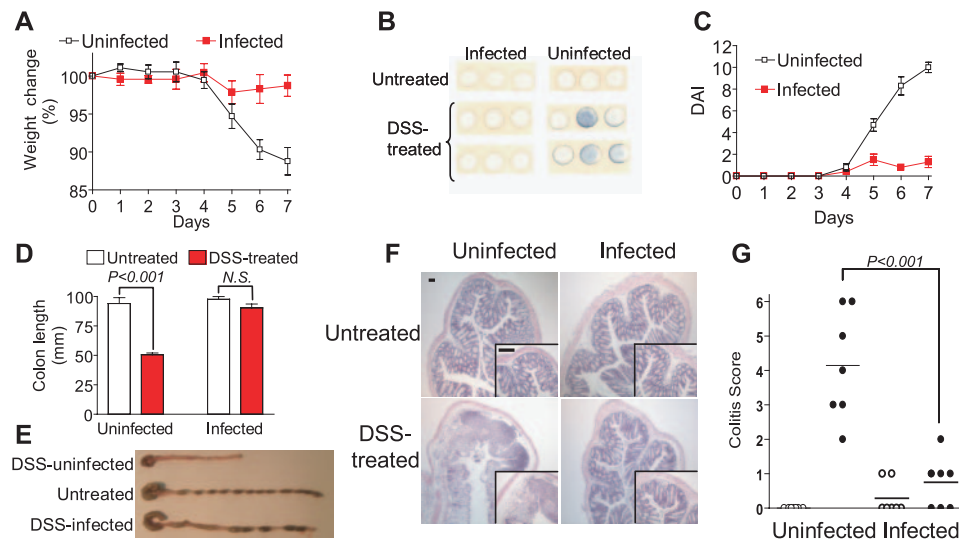 A
Uninfected Infected
Weight change (%)
100
95
90
85
0 1 2 3 4 5 6 7
Days
B
Infected Uninfected
Untreated
DSS-treated
C
Uninfected
Infected
DAI
12
10
8
6
4
2
0
0 1 2 3 4 5 6 7
Days
D
Untreated DSS-treated
P<0.001 N.S.
Colon length (mm)
100
75
50
25
0
Uninfected Infected
E
DSS-uninfected
Untreated
DSS-infected
F
Uninfected Infected
Untreated
DSS-treated
G
P<0.001
Colitis Score
6
5
4
3
2
1
0
Uninfected Infected